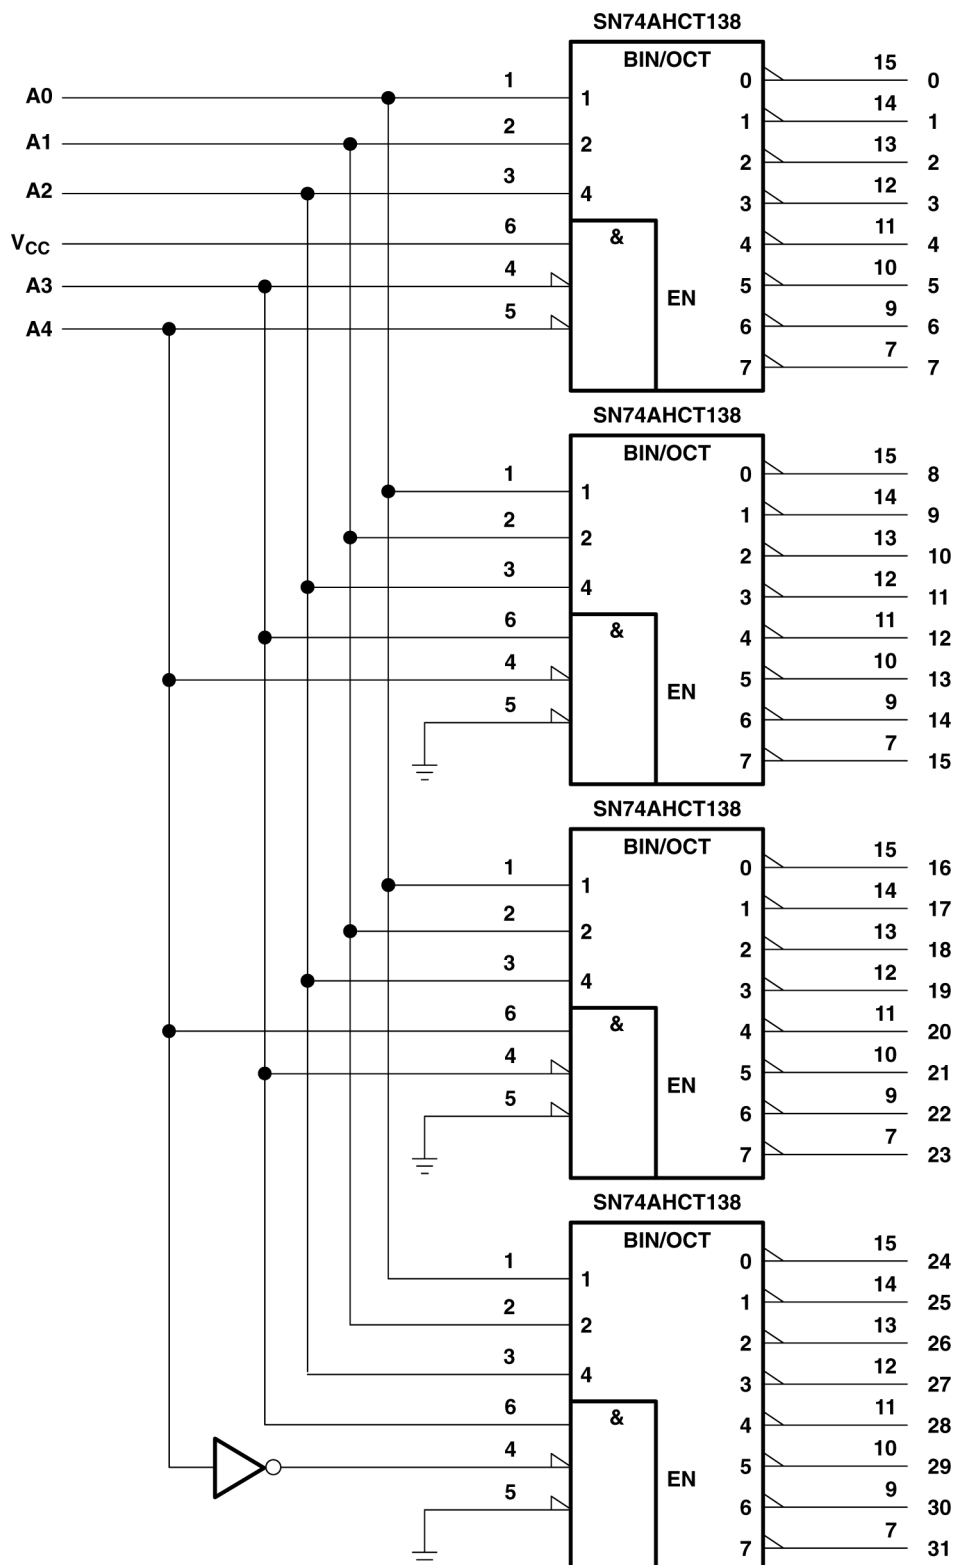 SN74AHCT138
BIN/OCT
A0 1 1 0 15 0
A1 2 2 1 14 1
A2 3 4 2 13 2
3 12 3
VCC 6 & 4 11 4
A3 4 5 10 5
EN
A4 5 6 9 6
7 7 7
SN74AHCT138
BIN/OCT
1 1 0 15 8
2 2 1 14 9
3 4 2 13 10
3 12 11
6 & 4 11 12
4 5 10 13
EN
5 6 9 14
7 7 15
SN74AHCT138
BIN/OCT
1 1 0 15 16
2 2 1 14 17
3 4 2 13 18
3 12 19
6 & 4 11 20
4 5 10 21
EN
5 6 9 22
7 7 23
SN74AHCT138
BIN/OCT
1 1 0 15 24
2 2 1 14 25
3 4 2 13 26
3 12 27
6 & 4 11 28
4 5 10 29
EN
5 6 9 30
7 7 31